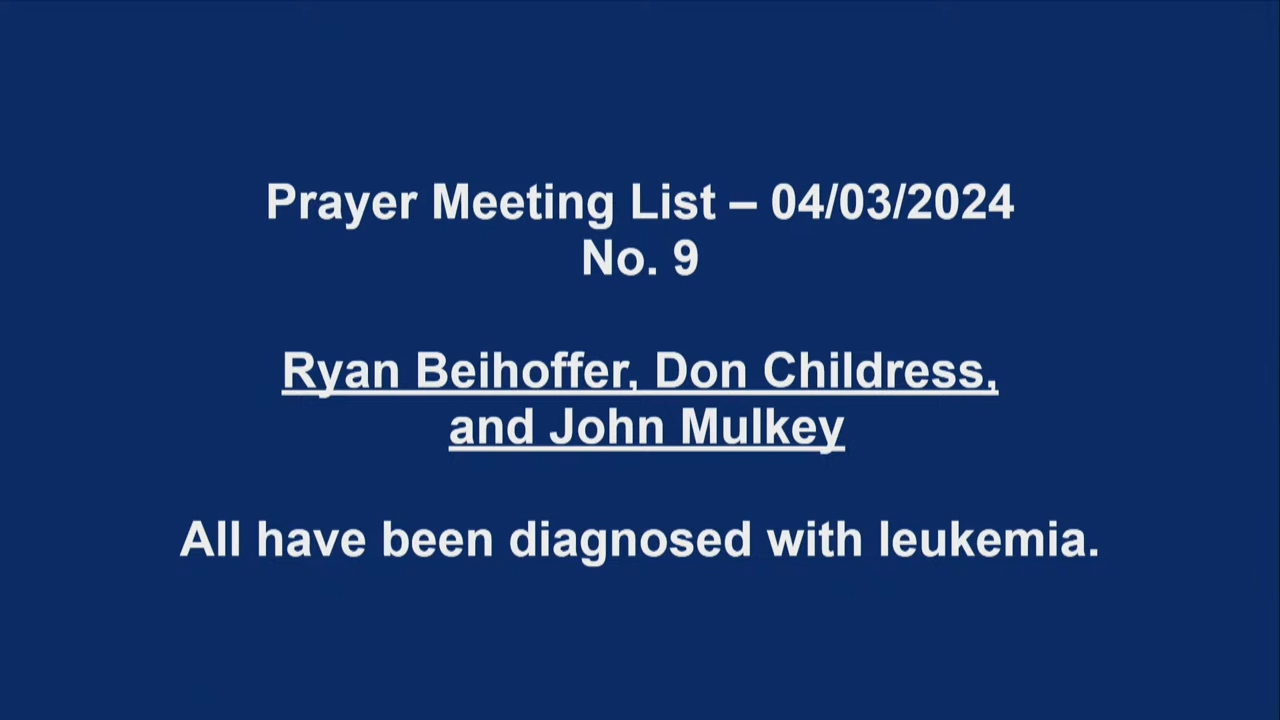 Prayer Meeting List – 04/03/2024
No. 9
Ryan Beihoffer, Don Childress,
and John Mulkey
All have been diagnosed with leukemia.